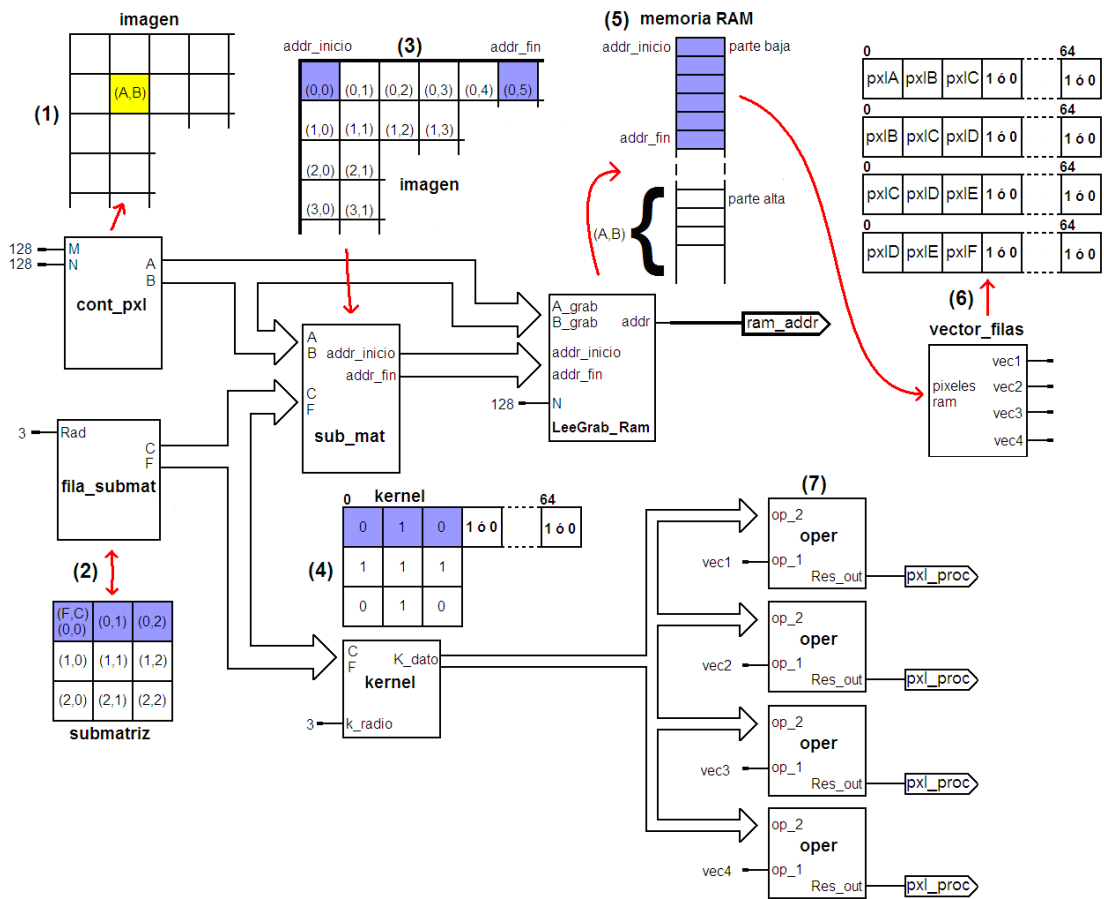 imagen
(1)
(A,B)
addr_inicio (3) addr_fin
(0,0) (0,1) (0,2) (0,3) (0,4) (0,5)
(1,0) (1,1) (1,2) (1,3)
(2,0) (2,1)
imagen
(3,0) (3,1)
(5) memoria RAM
addr_inicio parte baja
addr_fin
parte alta
(A,B)
0 64
pxlA pxlB pxlC 1 ó 0 1 ó 0
pxlB pxlC pxlD 1 ó 0 1 ó 0
0 64
pxlC pxlD pxlE 1 ó 0 1 ó 0
0 64
pxlD pxlE pxlF 1 ó 0 1 ó 0
0 64
(6)
vector_filas
pixeles
ram
vec1
vec2
vec3
vec4
128 M
128 N
A
B
cont_pxl
A
B
addr_inicio
addr_fin
C
F
sub_mat
A_grab
B_grab
addr
addr_inicio
addr_fin
128 N
LeeGrab_Ram
ram_addr
3 Rad
C
F
fila_submat
(2)
(F,C)
(0,0) (0,1) (0,2)
(1,0) (1,1) (1,2)
(2,0) (2,1) (2,2)
submatriz
0 kernel 64
(4)
0 1 0 1 ó 0 1 ó 0
1 1 1
0 1 0
C
F
K_dato
kernel
3 k_radio
(7)
op_2
oper
vec1 op_1
Res_out pxl_proc
op_2
oper
vec2 op_1
Res_out pxl_proc
op_2
oper
vec3 op_1
Res_out pxl_proc
op_2
oper
vec4 op_1
Res_out pxl_proc